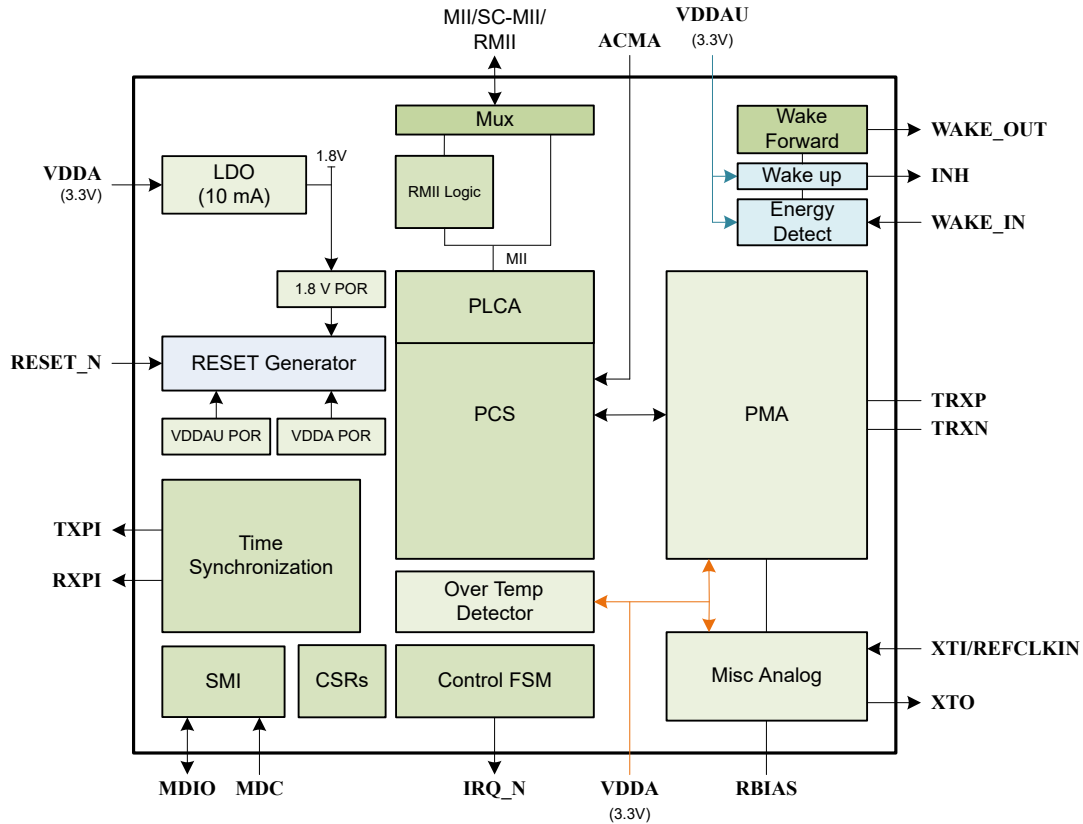 MII/SC-MII/
RMII
ACMA
VDDAU
(3.3V)
Mux
Wake
Forward
WAKE_OUT
VDDA
(3.3V)
LDO
(10 mA)
1.8V
RMII Logic
Wake up
INH
Energy
Detect
WAKE_IN
MII
1.8 V POR
PLCA
RESET_N
RESET Generator
PCS
PMA
TRXP
TRXN
VDDAU POR
VDDA POR
TXPI
RXPI
Time
Synchronization
Over Temp
Detector
SMI
CSRs
Control FSM
Misc Analog
XTI/REFCLKIN
XTO
MDIO
MDC
IRQ_N
VDDA
(3.3V)
RBIAS